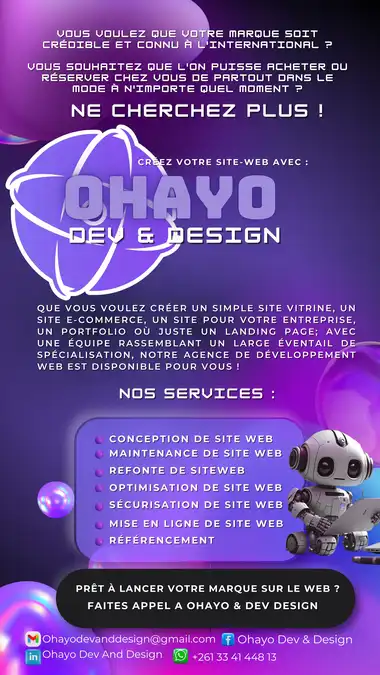 VOUS VOULEZ QUE VOTRE MARQUE SOIT
CRÉDIBLE ET CONNU À L'INTERNATIONAL ?
VOUS SOUHAITEZ QUE L'ON PUISSE ACHETER OU
RÉSERVER CHEZ VOUS DE PARTOUT DANS LE
MODE À N'IMPORTE QUEL MOMENT ?
NE CHERCHEZ PLUS !
CRÉEZ VOTRE SITE-WEB AVEC :
OHAYO
DEV & DESIGN
QUE VOUS VOULEZ CRÉER UN SIMPLE SITE VITRINE, UN
SITE E-COMMERCE, UN SITE POUR VOTRE ENTREPRISE,
UN PORTFOLIO OÙ JUSTE UN LANDING PAGE; AVEC
UNE ÉQUIPE RASSEMBLANT UN LARGE ÉVENTAIL DE
SPÉCIALISATION, NOTRE AGENCE DE DÉVELOPPEMENT
WEB EST DISPONIBLE POUR VOUS !
NOS SERVICES :
CONCEPTION DE SITE WEB
MAINTENANCE DE SITE WEB
REFONTE DE SITEWEB
OPTIMISATION DE SITE WEB
SÉCURISATION DE SITE WEB
MISE EN LIGNE DE SITE WEB
RÉFÉRENCEMENT
PRÊT À LANCER VOTRE MARQUE SUR LE WEB ?
FAITES APPEL A OHAYO & DEV DESIGN
Ohayodevanddesign@gmail.com Ohayo Dev & Design
Ohayo Dev And Design +261 33 41 448 13